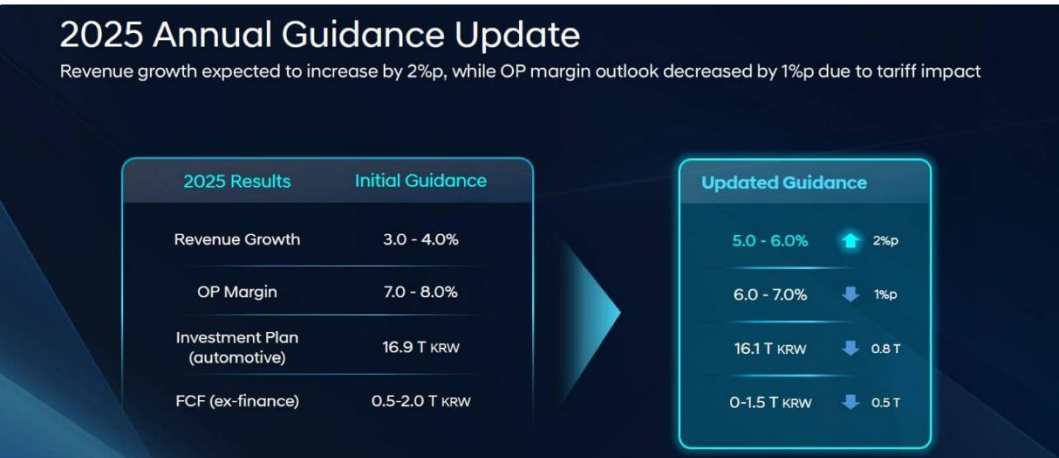 2025 Annual Guidance Update
Revenue growth expected to increase by 2%p, while OP margin outlook decreased by 1%p due to tariff impact
2025 Results Initial Guidance Updated Guidance
Revenue Growth 3.0 - 4.0% 5.0 - 6.0% 2%p
OP Margin 7.0 - 8.0% 6.0 - 7.0% 1%p
Investment Plan
(automotive) 16.9 T KRW 16.1 T KRW 0.8 T
FCF (ex-finance) 0.5-2.0 T KRW 0-1.5 T KRW 0.5 T